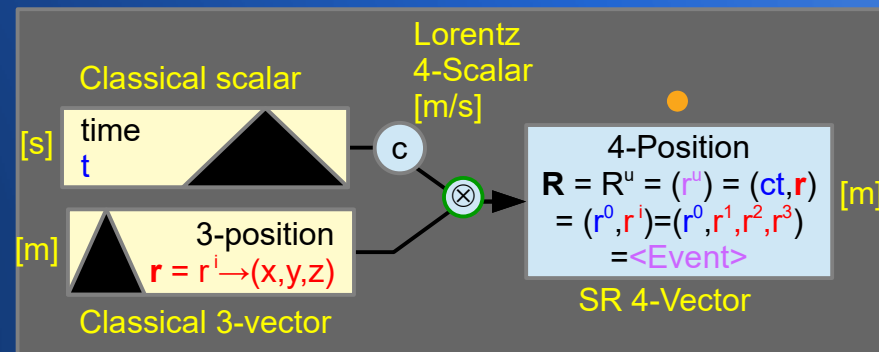 Classical scalar
Lorentz
4-Scalar
[m/s]
[s]
time
t
c
⊗
[m]
3-position
r = r^i→(x,y,z)
Classical 3-vector
4-Position
R = R^u = (r^u) = (ct,r)
= (r^0,r^i)=(r^0,r^1,r^2,r^3)
=<Event>
[m]
SR 4-Vector